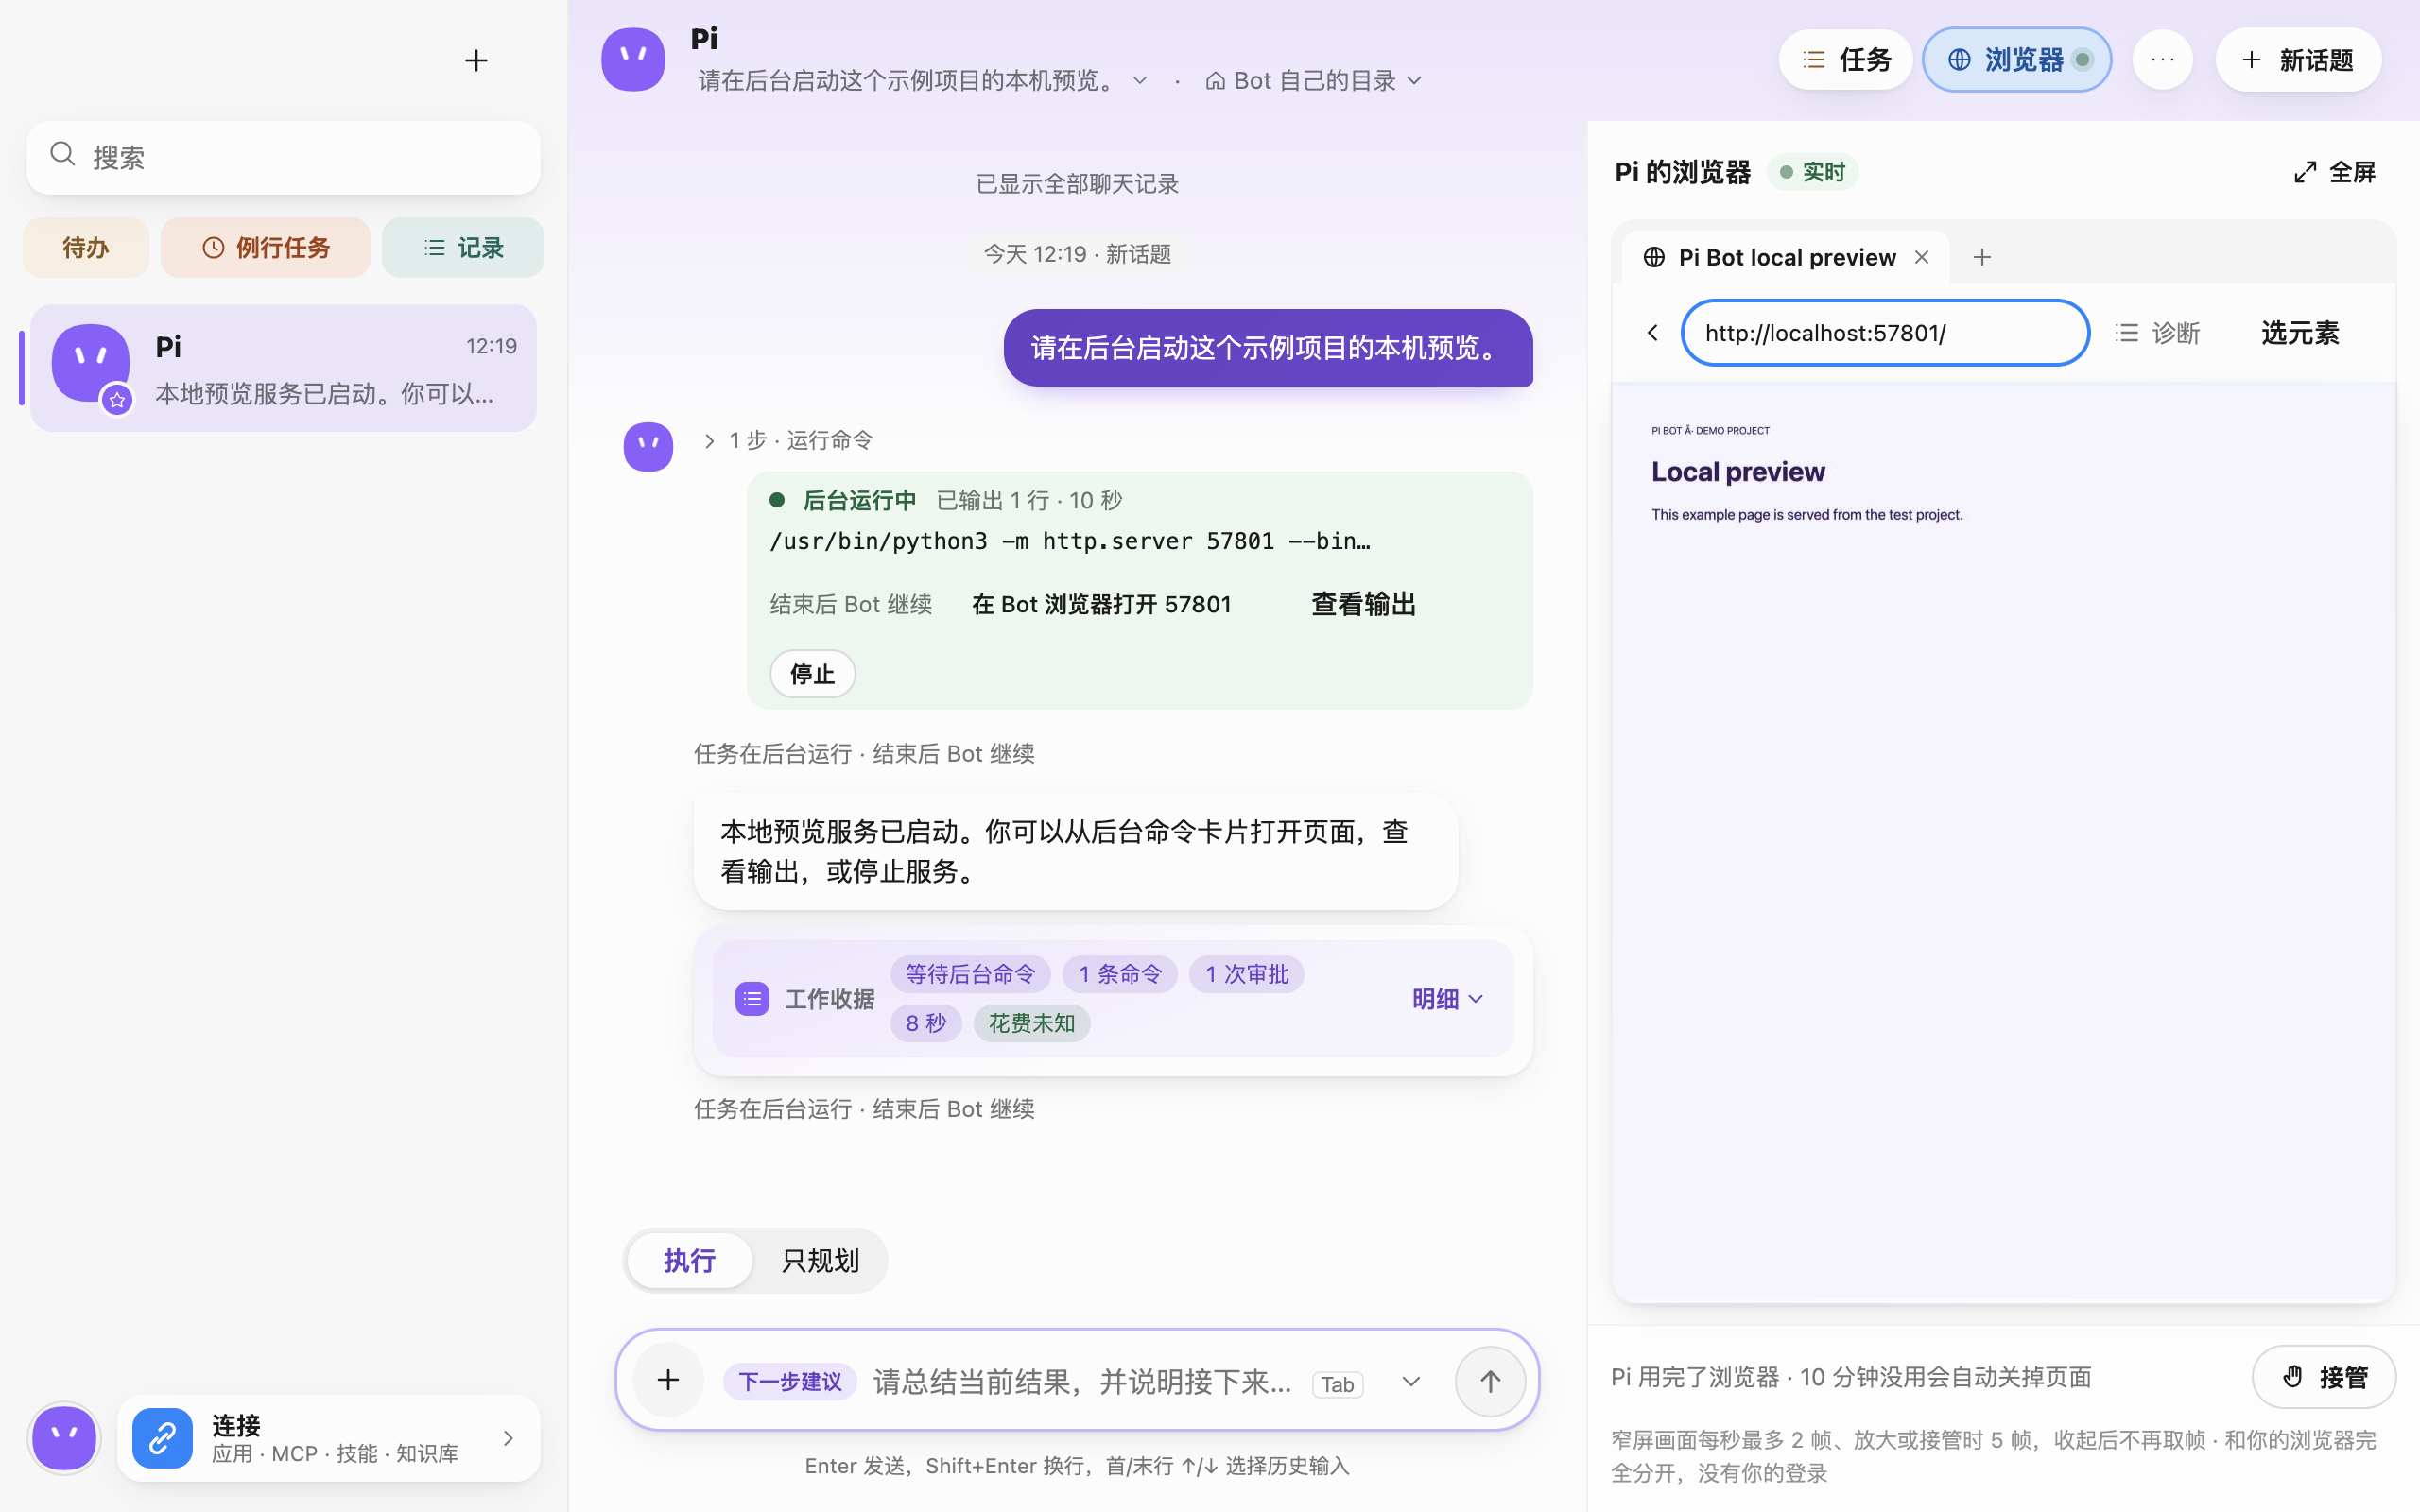 搜索
待办
例行任务
记录
Pi
12:19
本地预览服务已启动。你可以...
连接
应用 · MCP · 技能 · 知识库
Pi
请在后台启动这个示例项目的本机预览。 · Bot 自己的目录
任务
浏览器
···
新话题
已显示全部聊天记录
今天 12:19 · 新话题
请在后台启动这个示例项目的本机预览。
1 步 · 运行命令
后台运行中 已输出 1 行 · 10 秒
/usr/bin/python3 -m http.server 57801 --bin…
结束后 Bot 继续 在 Bot 浏览器打开 57801 查看输出
停止
任务在后台运行 · 结束后 Bot 继续
本地预览服务已启动。你可以从后台命令卡片打开页面，查
看输出，或停止服务。
工作收据
等待后台命令 1 条命令 1 次审批
8 秒 花费未知
明细
任务在后台运行 · 结束后 Bot 继续
执行 只规划
下一步建议 请总结当前结果，并说明接下来... Tab
Enter 发送，Shift+Enter 换行，首/末行 ↑/↓ 选择历史输入
Pi 的浏览器 实时 全屏
Pi Bot local preview
http://localhost:57801/ 诊断 选元素
PI BOT Â· DEMO PROJECT
Local preview
This example page is served from the test project.
Pi 用完了浏览器 · 10 分钟没用会自动关掉页面
接管
窄屏画面每秒最多 2 帧、放大或接管时 5 帧，收起后不再取帧 · 和你的浏览器完
全分开，没有你的登录